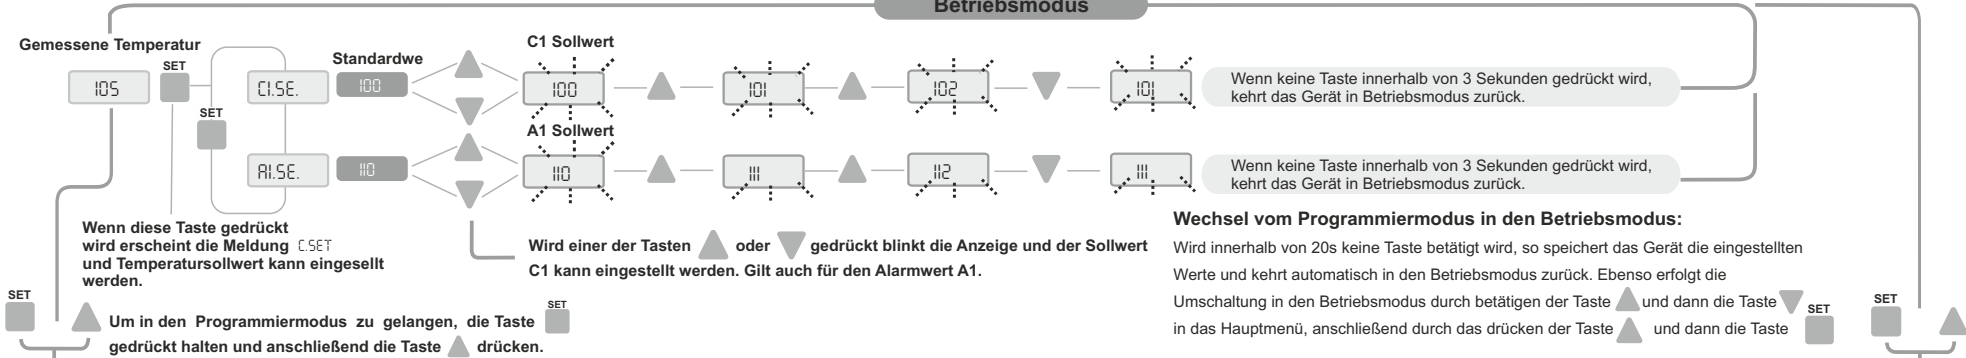 Betriebsmodus
Gemessene Temperatur
105
SET
SET
C1.SE.
Standardwe
100
C1 Sollwert
100
101
102
101
Wenn keine Taste innerhalb von 3 Sekunden gedrückt wird,
kehrt das Gerät in Betriebsmodus zurück.
A1.SE.
110
A1 Sollwert
110
111
112
111
Wenn keine Taste innerhalb von 3 Sekunden gedrückt wird,
kehrt das Gerät in Betriebsmodus zurück.
Wenn diese Taste gedrückt
wird erscheint die Meldung C.SET
und Temperatursollwert kann eingesellt
werden.
Wird einer der Tasten oder gedrückt blinkt die Anzeige und der Sollwert
C1 kann eingestellt werden. Gilt auch für den Alarmwert A1.
Wechsel vom Programmiermodus in den Betriebsmodus:
Wird innerhalb von 20s keine Taste betätigt wird, so speichert das Gerät die eingestellten
Werte und kehrt automatisch in den Betriebsmodus zurück. Ebenso erfolgt die
Umschaltung in den Betriebsmodus durch betätigen der Taste und dann die Taste
in das Hauptmenü, anschließend durch das drücken der Taste und dann die Taste SET
SET
Um in den Programmiermodus zu gelangen, die Taste SET
gedrückt halten und anschließend die Taste drücken.
SET